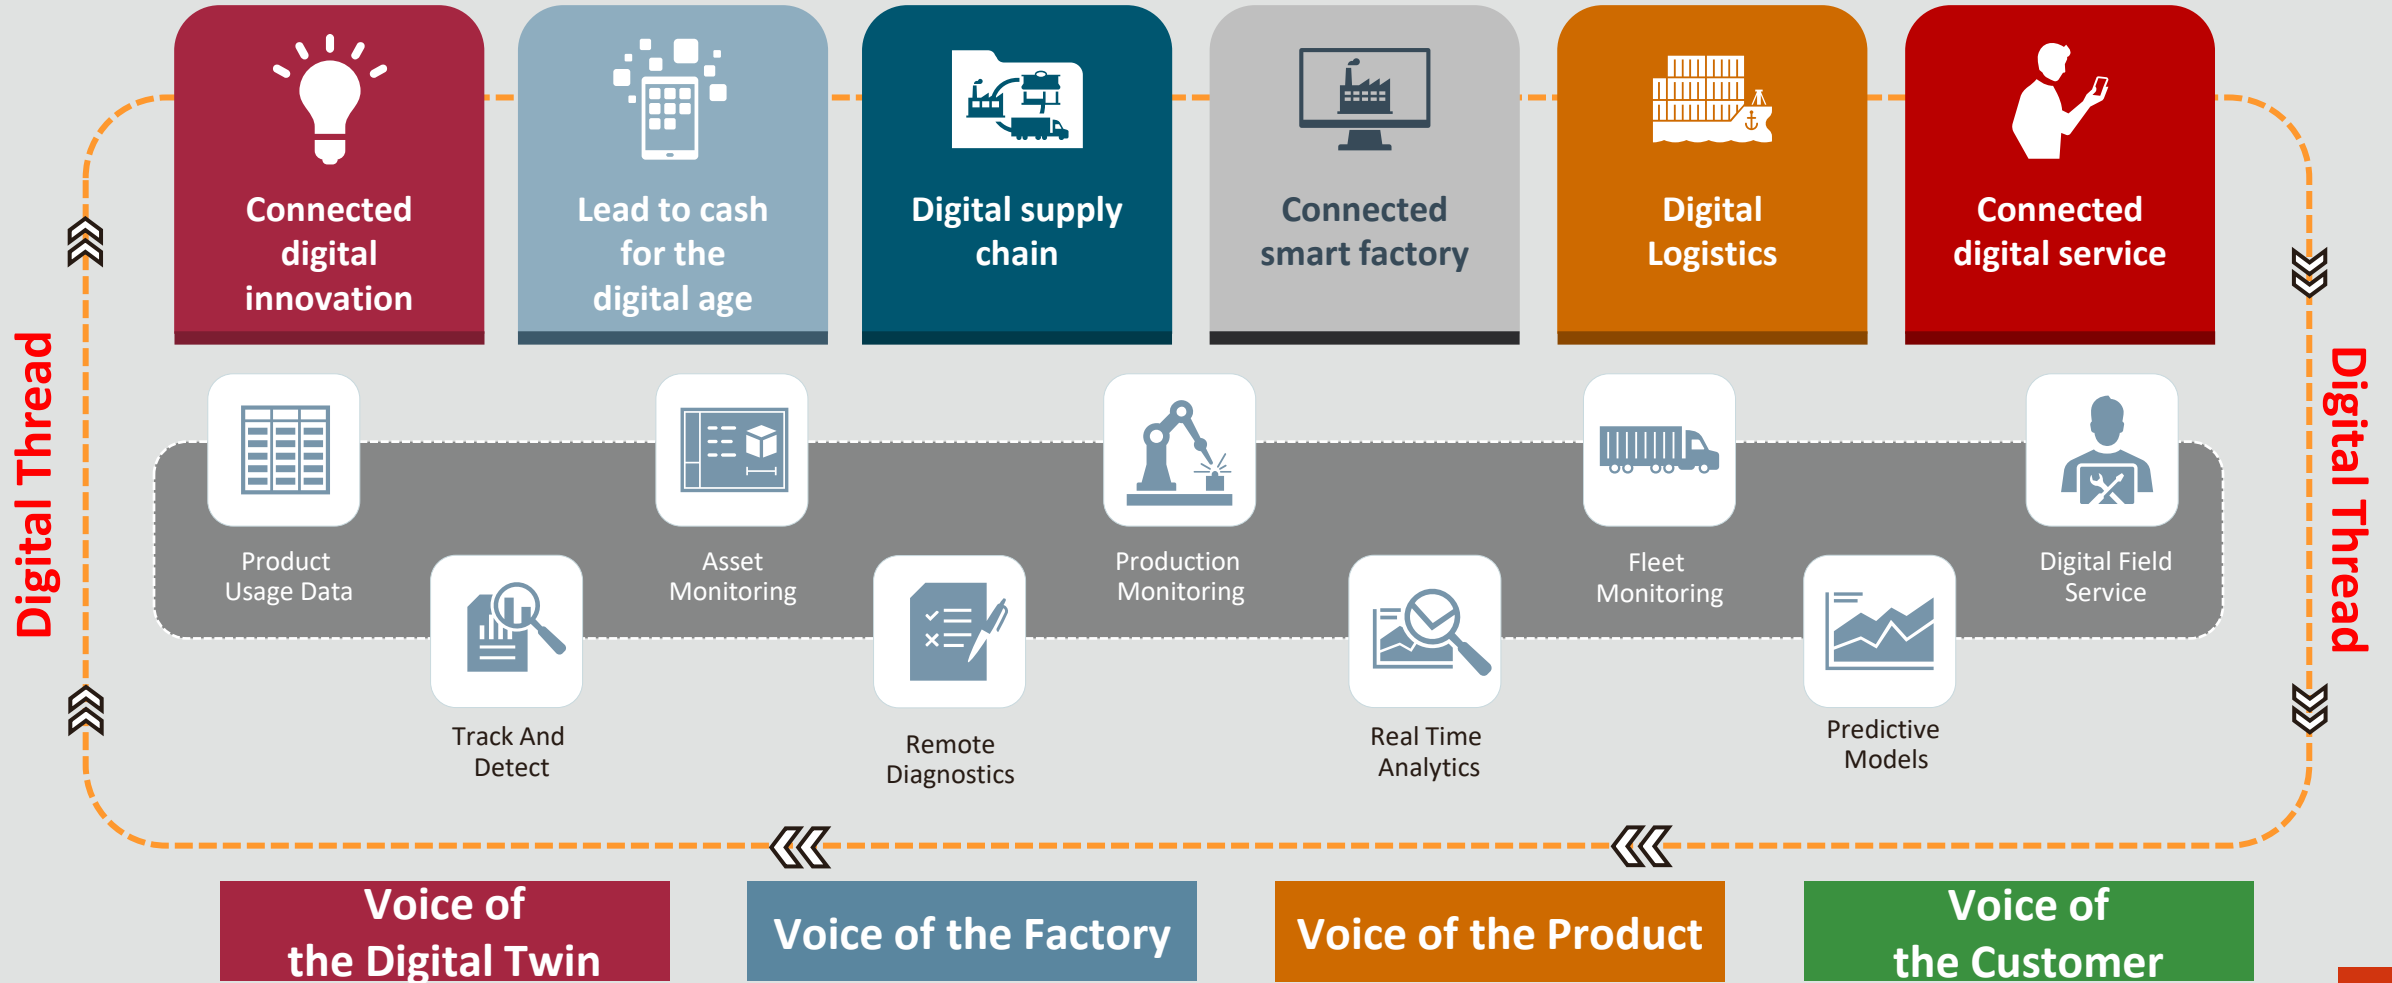 Connected
digital
innovation
Lead to cash
for the
digital age
Digital supply
chain
Connected
smart factory
Digital
Logistics
Connected
digital service
Digital Thread
Digital Thread
Product
Usage Data
Asset
Monitoring
Production
Monitoring
Fleet
Monitoring
Digital Field
Service
Track And
Detect
Remote
Diagnostics
Real Time
Analytics
Predictive
Models
Voice of
the Digital Twin
Voice of the Factory
Voice of the Product
Voice of
the Customer